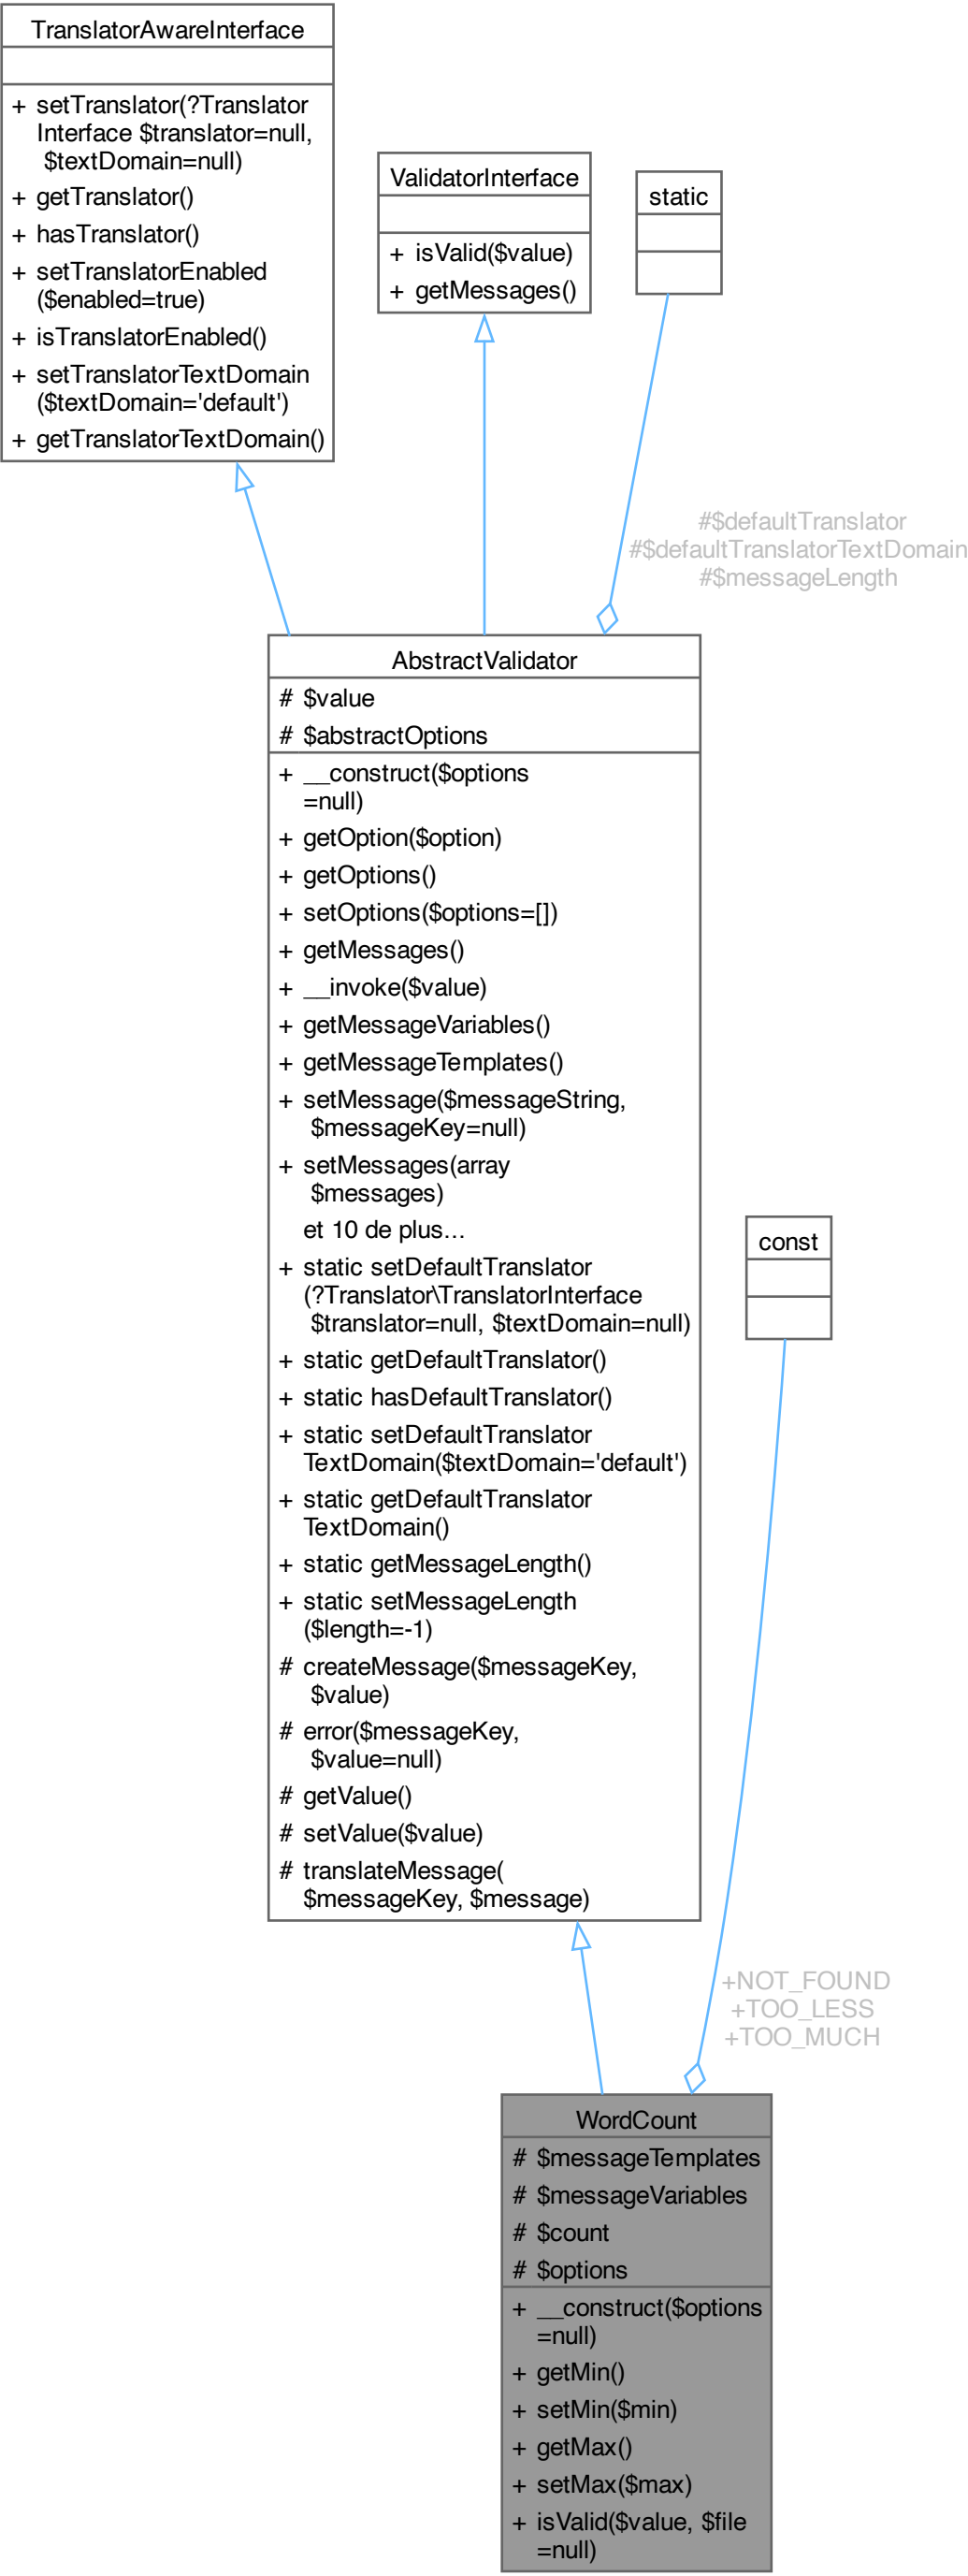 TranslatorAwareInterface
+ setTranslator(?Translator
Interface $translator=null,
$textDomain=null)
+ getTranslator()
+ hasTranslator()
+ setTranslatorEnabled
($enabled=true)
+ isTranslatorEnabled()
+ setTranslatorTextDomain
($textDomain='default')
+ getTranslatorTextDomain()
ValidatorInterface
+ isValid($value)
+ getMessages()
static
#$defaultTranslator
#$defaultTranslatorTextDomain
#$messageLength
AbstractValidator
# $value
# $abstractOptions
+ __construct($options
=null)
+ getOption($option)
+ getOptions()
+ setOptions($options=[])
+ getMessages()
+ __invoke($value)
+ getMessageVariables()
+ getMessageTemplates()
+ setMessage($messageString,
$messageKey=null)
+ setMessages(array
$messages)
et 10 de plus...
+ static setDefaultTranslator
(?Translator\TranslatorInterface
$translator=null, $textDomain=null)
+ static getDefaultTranslator()
+ static hasDefaultTranslator()
+ static setDefaultTranslator
TextDomain($textDomain='default')
+ static getDefaultTranslator
TextDomain()
+ static getMessageLength()
+ static setMessageLength
($length=-1)
# createMessage($messageKey,
$value)
# error($messageKey,
$value=null)
# getValue()
# setValue($value)
# translateMessage(
$messageKey, $message)
const
+NOT_FOUND
+TOO_LESS
+TOO_MUCH
WordCount
# $messageTemplates
# $messageVariables
# $count
# $options
+ __construct($options
=null)
+ getMin()
+ setMin($min)
+ getMax()
+ setMax($max)
+ isValid($value, $file
=null)